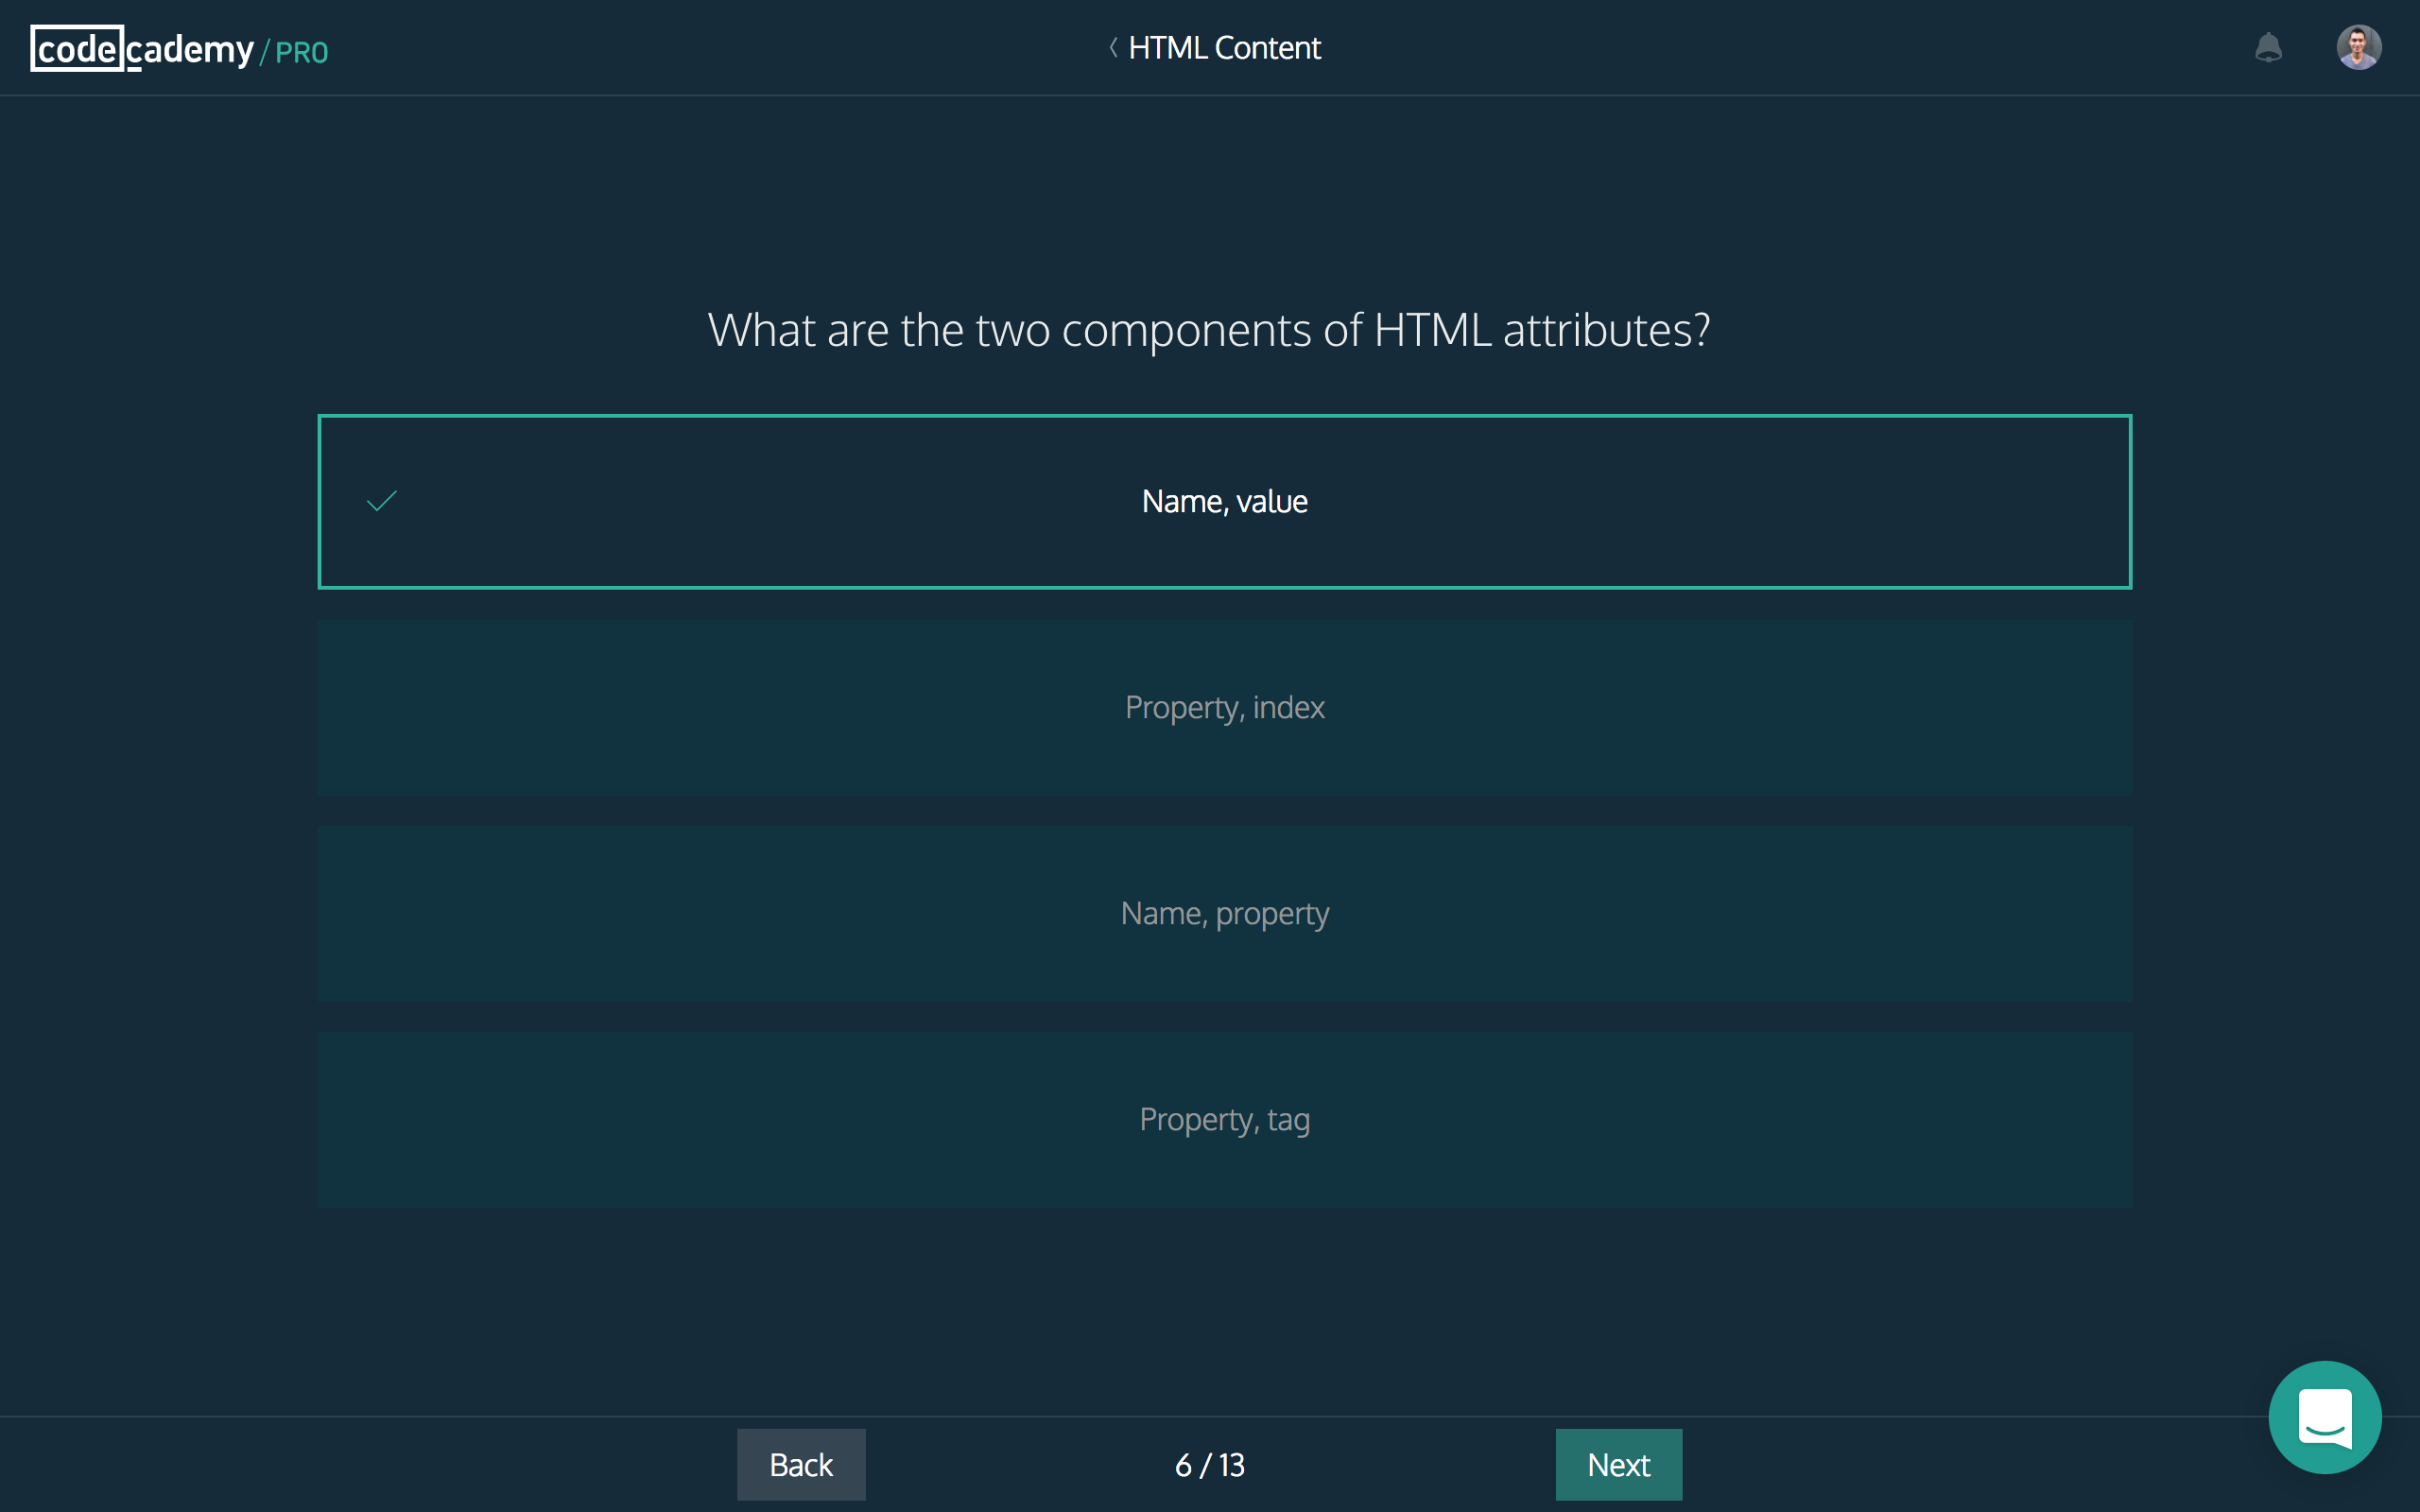 codecademy/PRO
HTML Content
What are the two components of HTML attributes?
Name, value
Property, index
Name, property
Property, tag
Back
6 / 13
Next